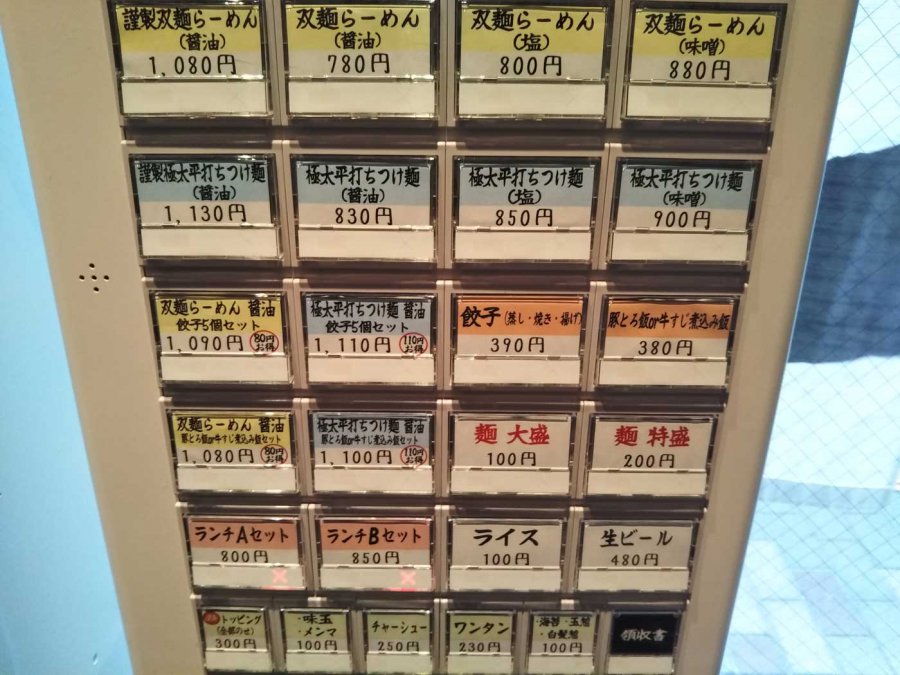 謹製双麺らーめん
(醤油)
1,080円
双麺らーめん
(醤油)
780円
双麺らーめん
(塩)
800円
双麺らーめん
(味噌)
880円
謹製極太平打ちつけ麺
(醤油)
1,130円
極太平打ちつけ麺
(醤油)
830円
極太平打ちつけ麺
(塩)
850円
極太平打ちつけ麺
(味噌)
900円
双麺らーめん 醤油
餃子5個セット
1,090円
80円
お得
極太平打ちつけ麺 醤油
餃子5個セット
1,110円
110円
お得
餃子(蒸し・焼き・揚げ)
390円
豚とろ飯or牛すじ煮込み飯
380円
双麺らーめん 醤油
豚とろ飯or牛すじ煮込み飯セット
1,080円
80円
お得
極太平打ちつけ麺 醤油
豚とろ飯or牛すじ煮込み飯セット
1,100円
110円
お得
麺 大盛
100円
麺 特盛
200円
ランチAセット
800円
ランチBセット
850円
ライス
100円
生ビール
480円
トッピング
(全部のせ)
300円
・味玉
・メンマ
100円
チャーシュー
250円
ワンタン
230円
・海苔・玉葱
・白髪葱
100円
領収書